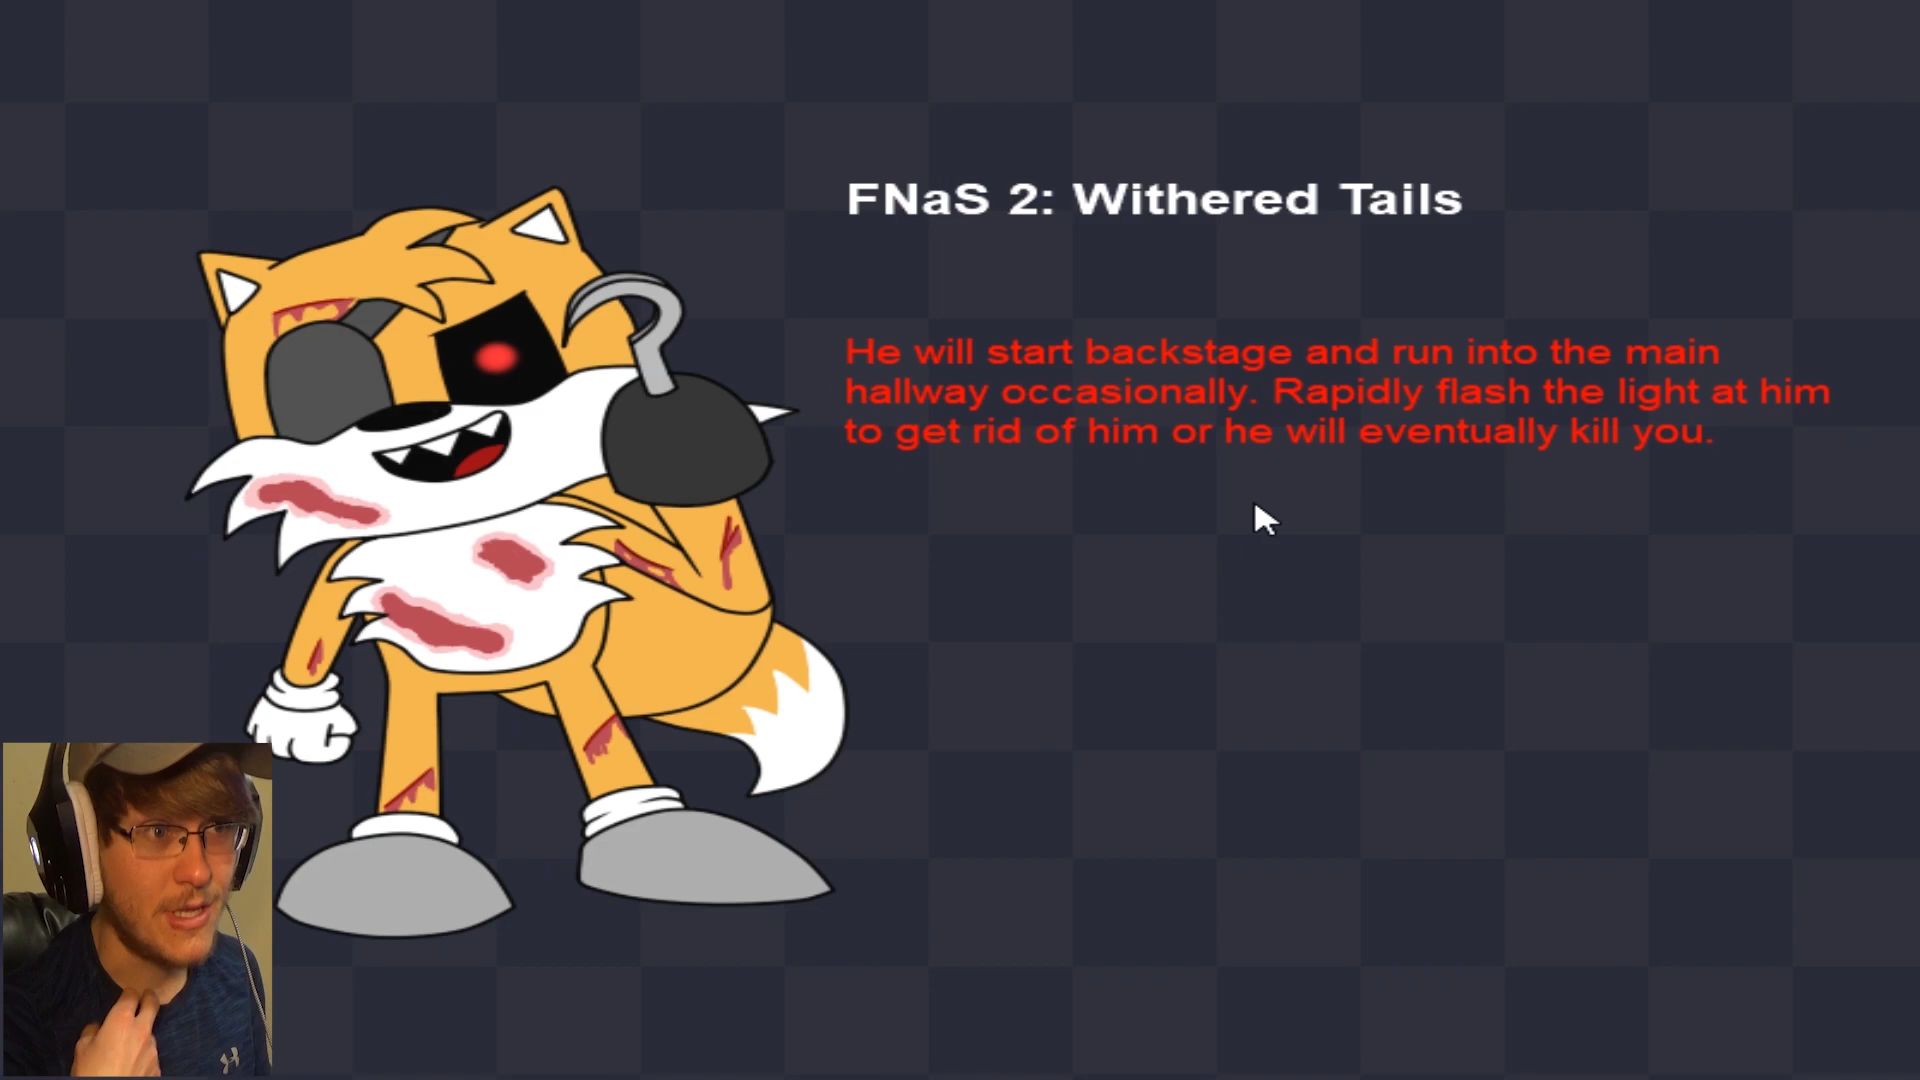 FNaS 2: Withered Tails
He will start backstage and run into the main
hallway occasionally. Rapidly flash the light at him
to get rid of him or he will eventually kill you.